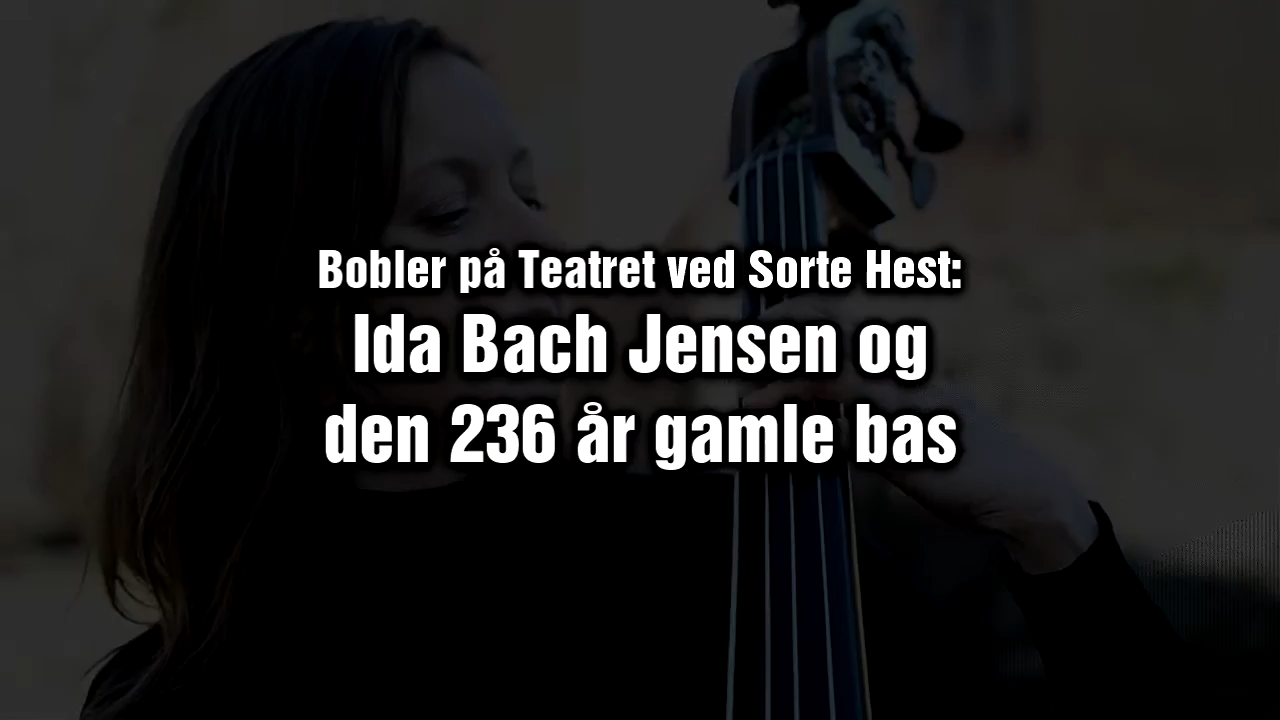 Bobler på Teatret ved Sorte Hest:
Ida Bach Jensen og
den 236 år gamle bas